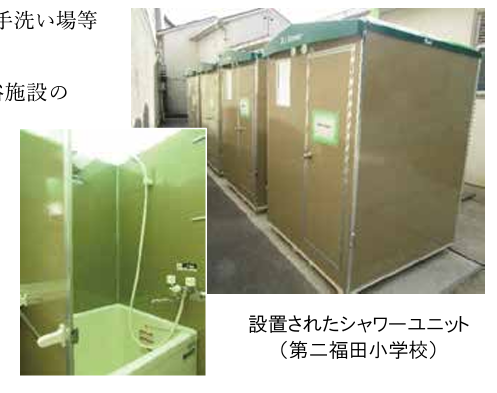 手洗い場等
施設の
設置されたシャワーユニット
（第二福田小学校）